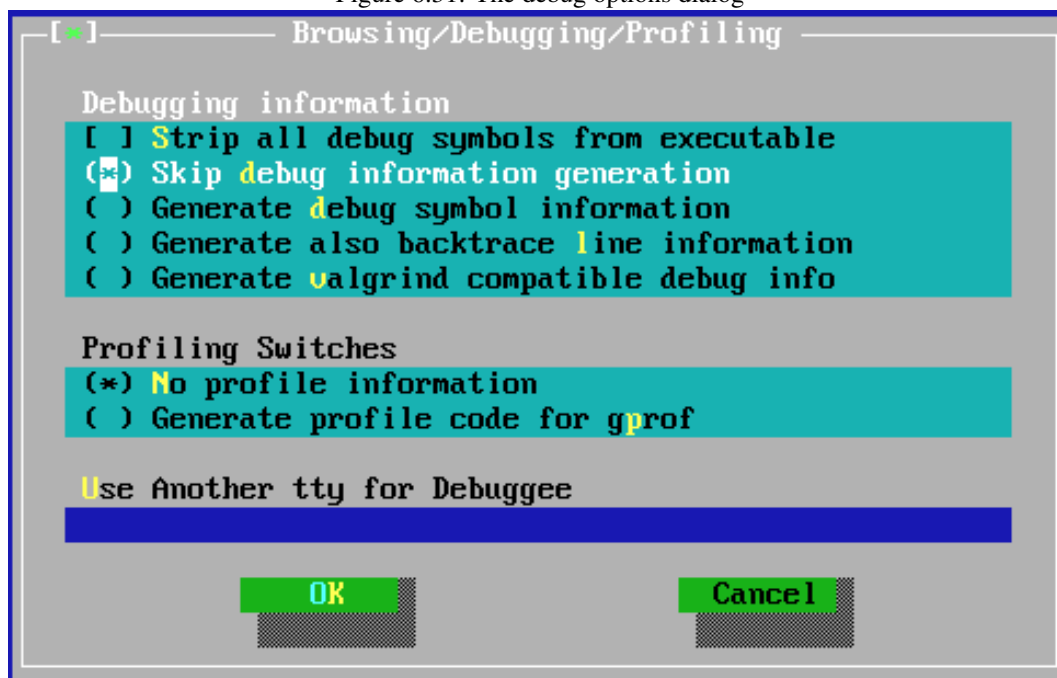 Figure 6.31: The debug options dialog
[*] Browsing/Debugging/Profiling
Debugging information
[ ] Strip all debug symbols from executable
(*) Skip debug information generation
( ) Generate debug symbol information
( ) Generate also backtrace line information
( ) Generate valgrind compatible debug info
Profiling Switches
(*) No profile information
( ) Generate profile code for gprof
Use Another tty for Debuggee
OK Cancel